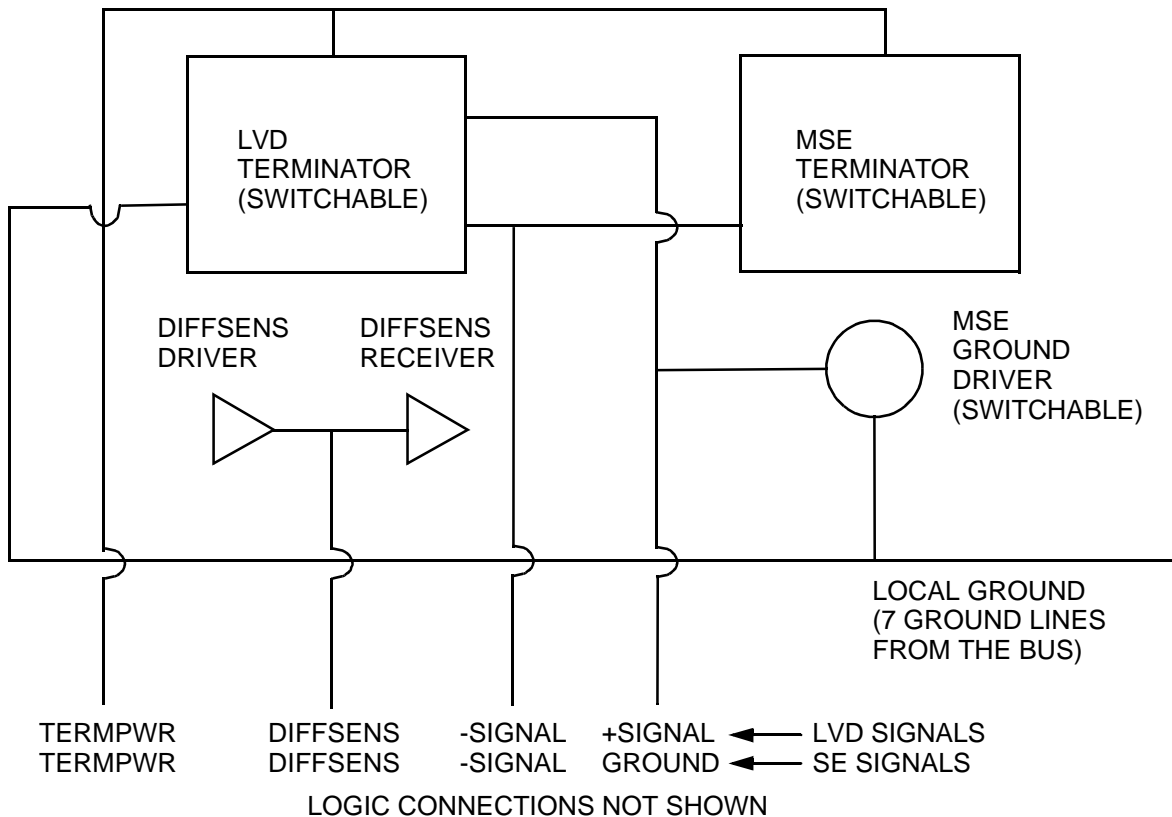 LVD
TERMINATOR
(SWITCHABLE)
MSE
TERMINATOR
(SWITCHABLE)
DIFFSENS
DRIVER
DIFFSENS
RECEIVER
MSE
GROUND
DRIVER
(SWITCHABLE)
LOCAL GROUND
(7 GROUND LINES
FROM THE BUS)
TERMPWR DIFFSENS -SIGNAL +SIGNAL LVD SIGNALS
TERMPWR DIFFSENS -SIGNAL GROUND SE SIGNALS
LOGIC CONNECTIONS NOT SHOWN